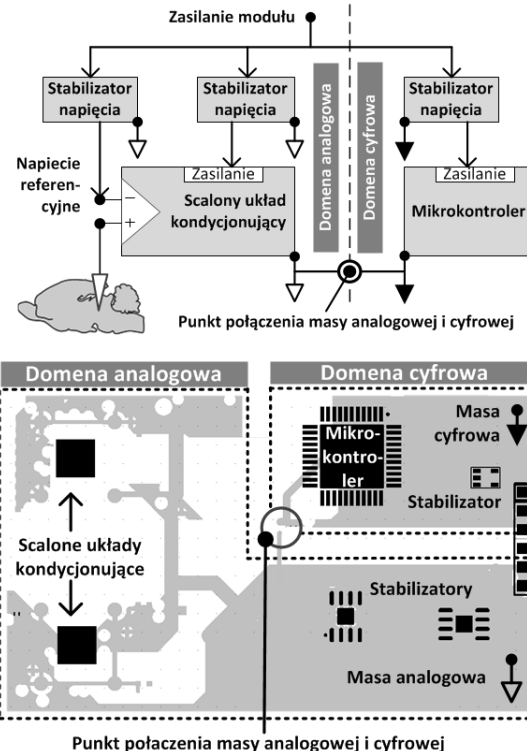 Zasilanie modułu
Stabilizator
napięcia
Stabilizator
napięcia
Stabilizator
napięcia
Domena analogowa
Domena cyfrowa
Napiecie
referen-
cyjne
−
+
Zasilanie
Scalony układ
kondycjonujący
Zasilanie
Mikrokontroler
Punkt połączenia masy analogowej i cyfrowej
Domena analogowa
Domena cyfrowa
Mikro-
kontro-
ler
Masa
cyfrowa
Stabilizator
Scalone układy
kondycjonujące
Stabilizatory
Masa analogowa
Punkt połaczenia masy analogowej i cyfrowej